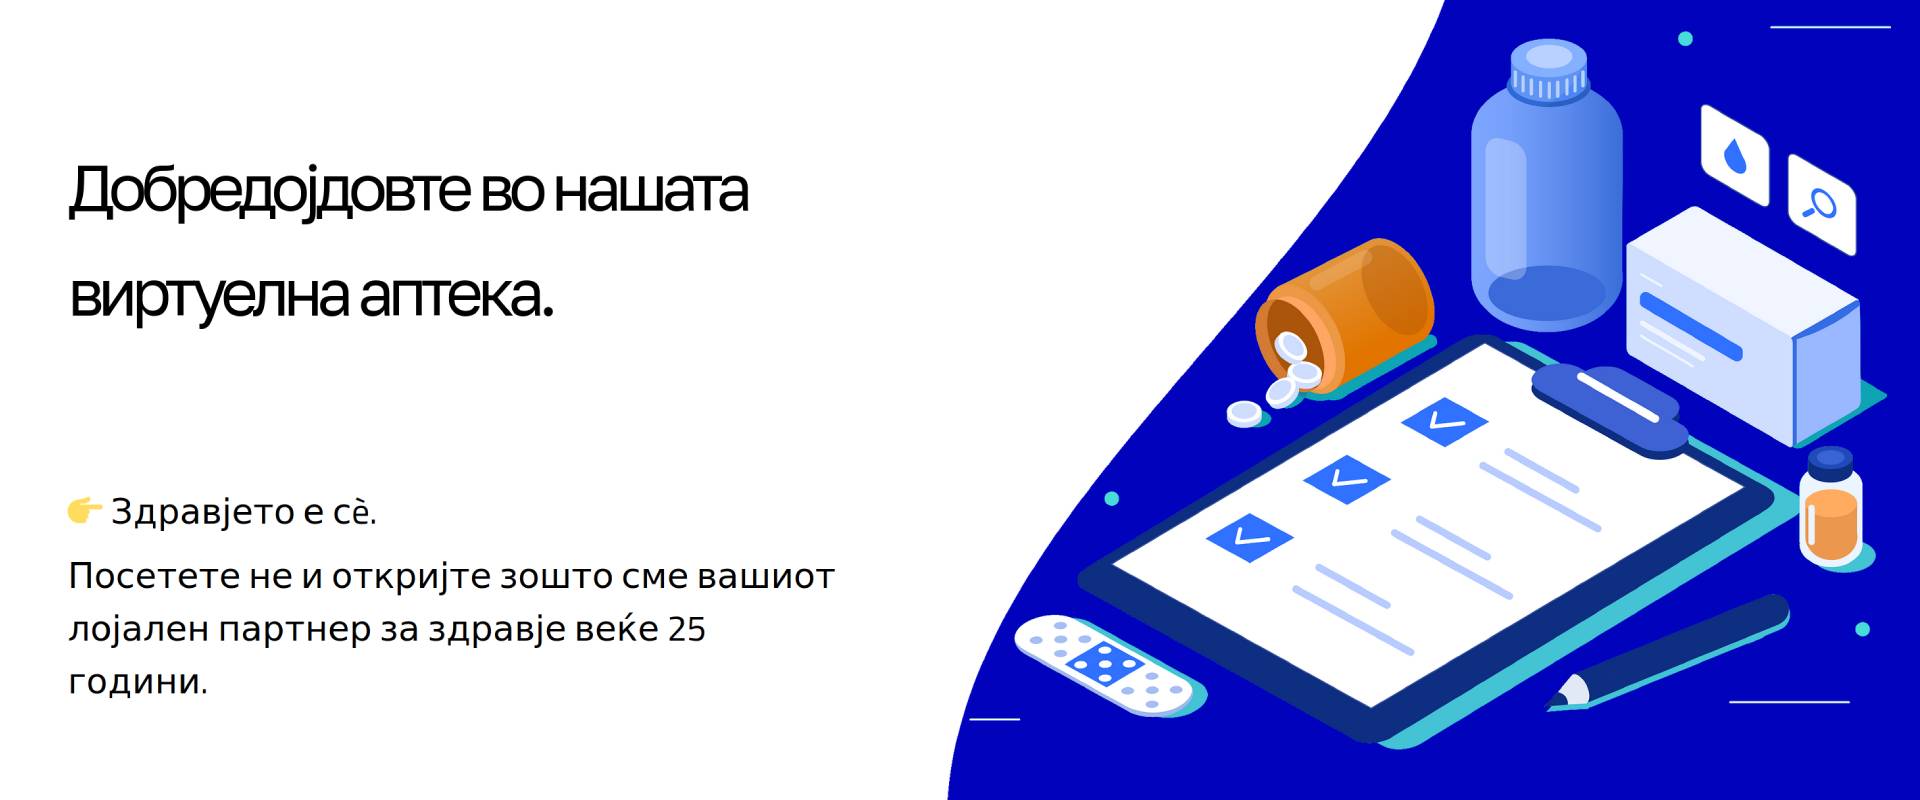 Добредојдовте во нашата
виртуелна аптека.
👉 Здравјето е сѐ.
Посетете не и откријте зошто сме вашиот
лојален партнер за здравје веќе 25
години.